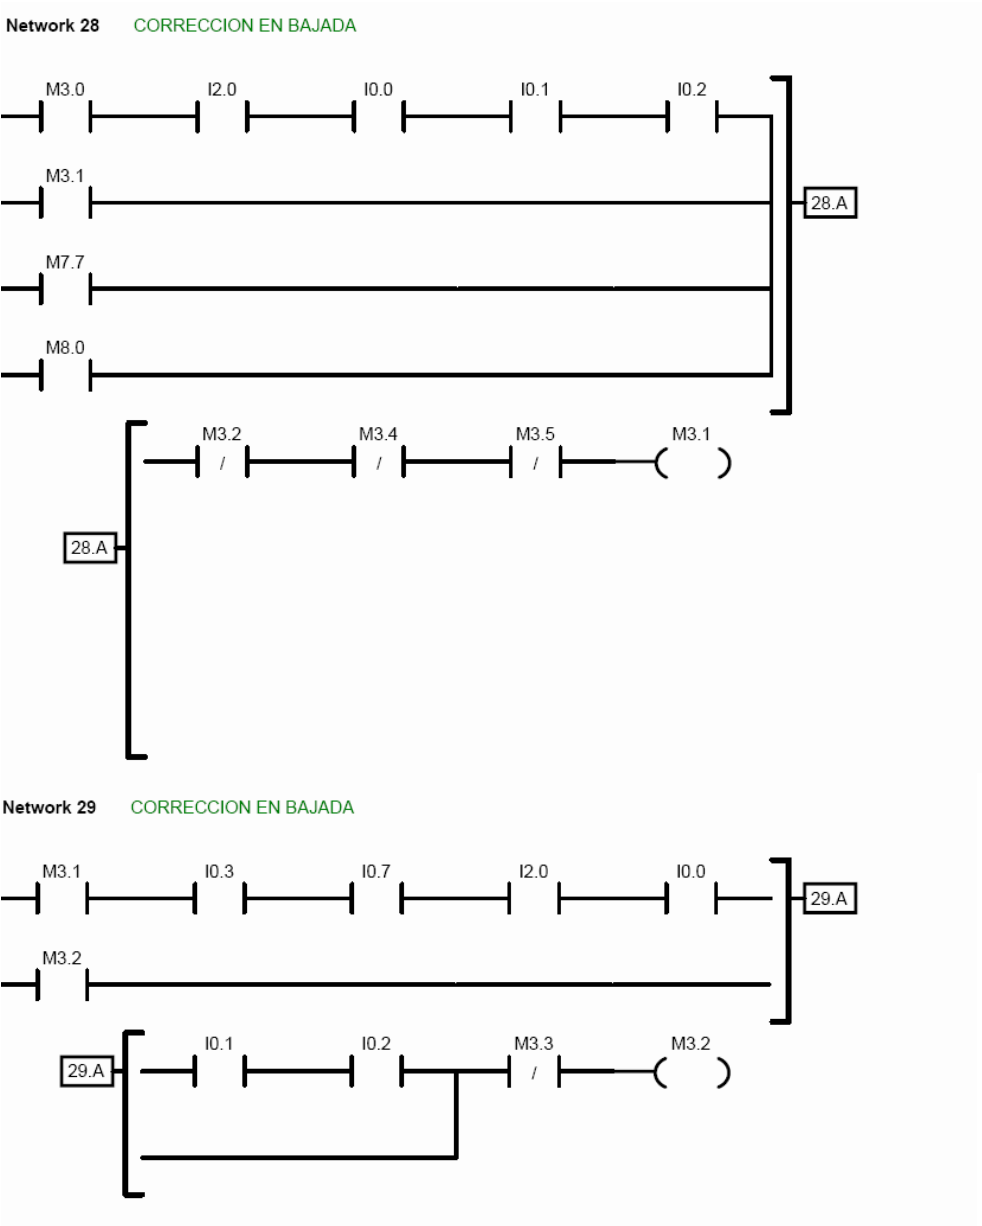 Network 28 CORRECCION EN BAJADA
M3.0 I2.0 I0.0 I0.1 I0.2
M3.1
28.A
M7.7
M8.0
M3.2 M3.4 M3.5 M3.1
/ / /
28.A
Network 29 CORRECCION EN BAJADA
M3.1 I0.3 I0.7 I2.0 I0.0
29.A
M3.2
I0.1 I0.2 M3.3 M3.2
29.A
/